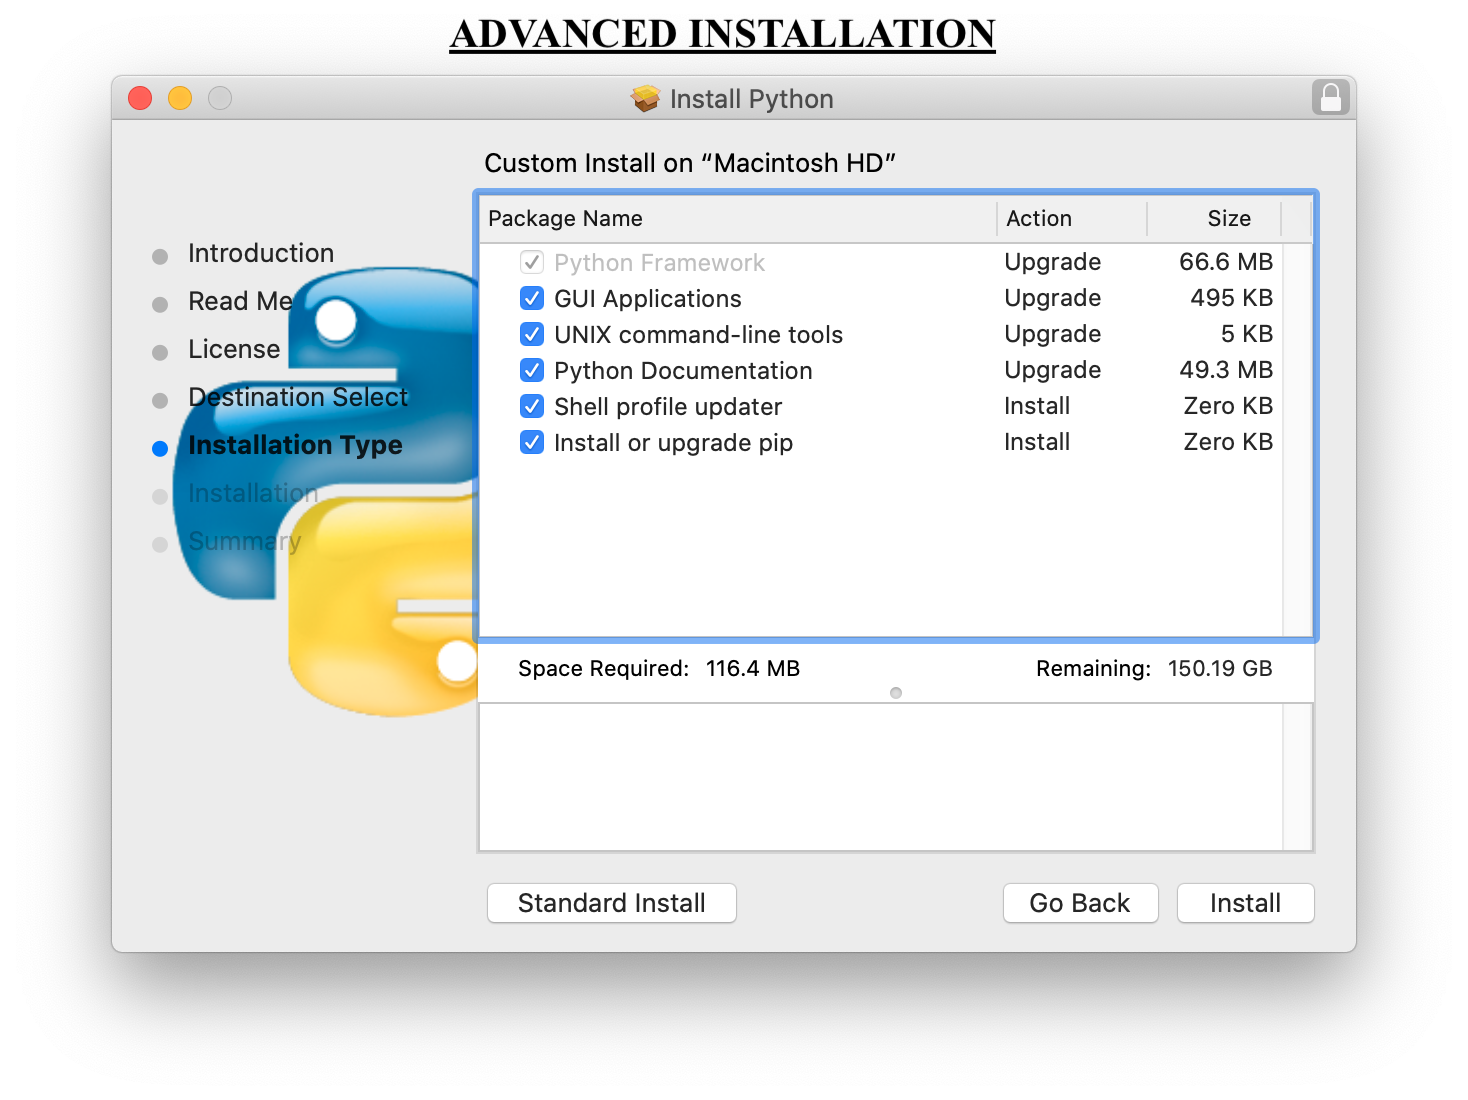 ADVANCED INSTALLATION
Install Python
Custom Install on “Macintosh HD”
Introduction
Read Me
License
Destination Select
Installation Type
Installation
Summary
Package Name Action Size
Python Framework Upgrade 66.6 MB
GUI Applications Upgrade 495 KB
UNIX command-line tools Upgrade 5 KB
Python Documentation Upgrade 49.3 MB
Shell profile updater Install Zero KB
Install or upgrade pip Install Zero KB
Space Required: 116.4 MB Remaining: 150.19 GB
Standard Install Go Back Install